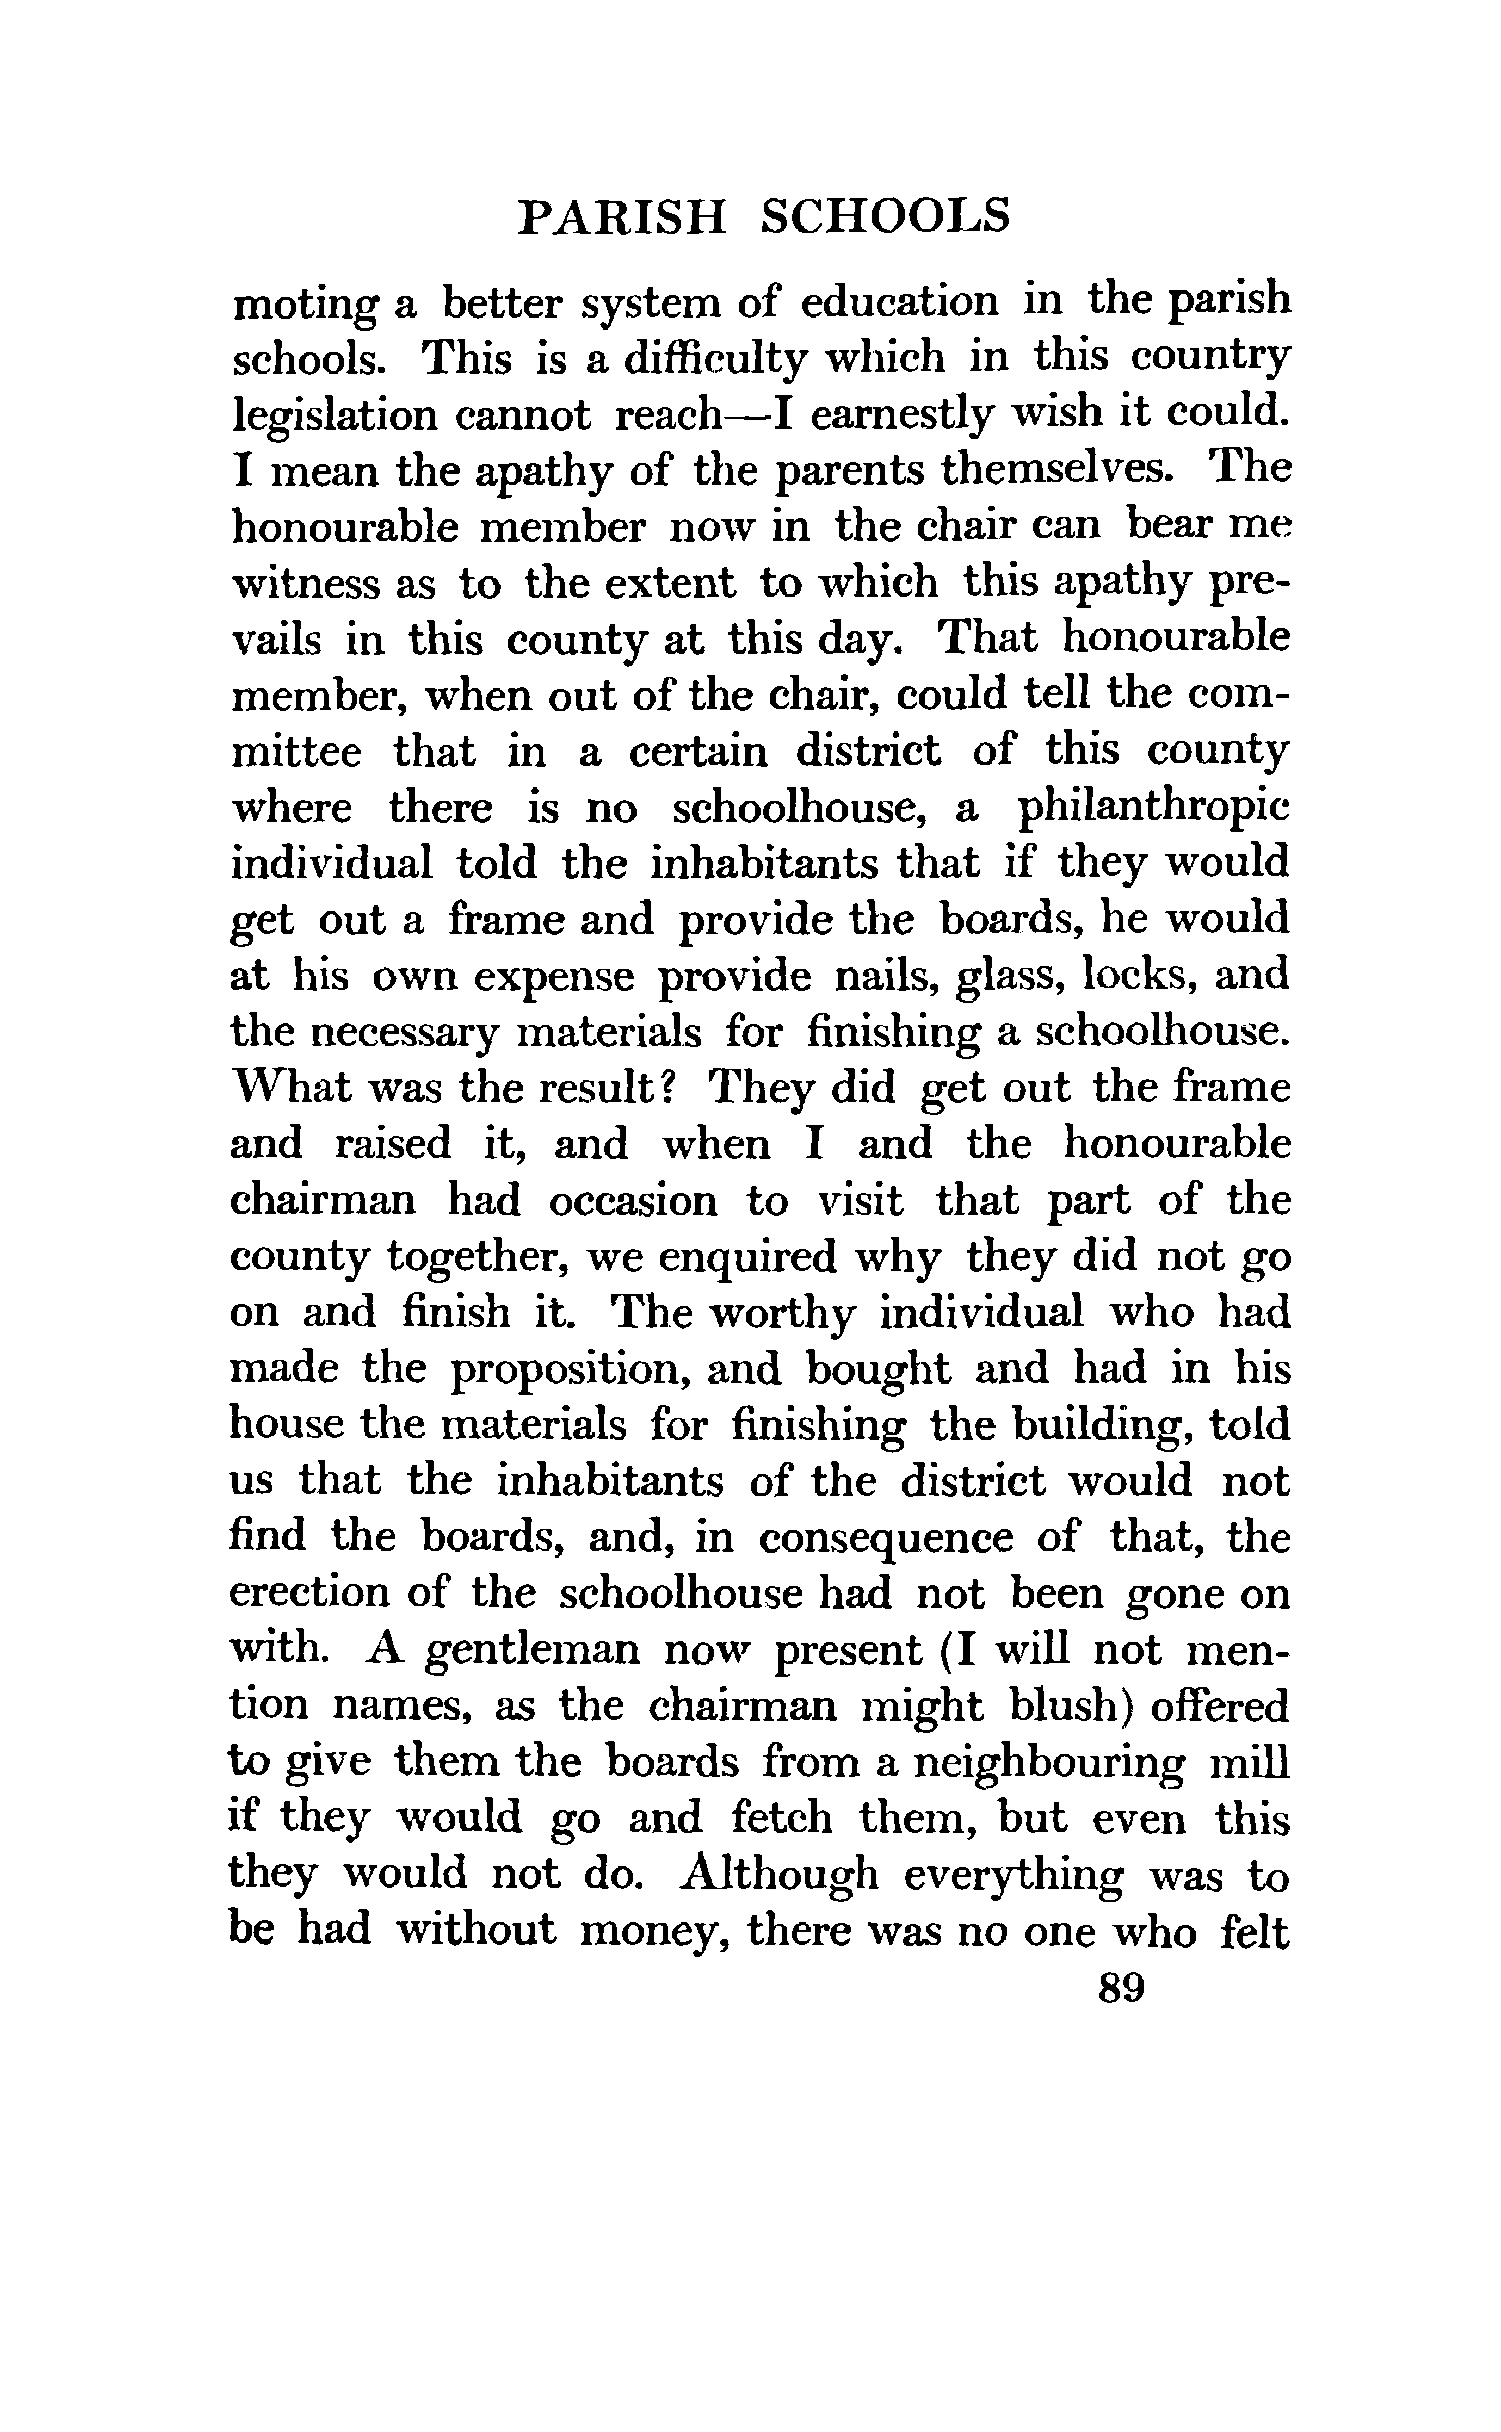 PARISH SCHOOLS
moting a better system of education in the parish
schools. This is a difficulty which in this country
legislation cannot reach—I earnestly wish it could.
I mean the apathy of the parents themselves. The
honourable member now in the chair can bear me
witness as to the extent to which this apathy pre-
vails in this county at this day. That honourable
member, when out of the chair, could tell the com-
mittee that in a certain district of this county
where there is no schoolhouse, a philanthropic
individual told the inhabitants that if they would
get out a frame and provide the boards, he would
at his own expense provide nails, glass, locks, and
the necessary materials for finishing a schoolhouse.
What was the result? They did get out the frame
and raised it, and when I and the honourable
chairman had occasion to visit that part of the
county together, we enquired why they did not go
on and finish it. The worthy individual who had
made the proposition, and bought and had in his
house the materials for finishing the building, told
us that the inhabitants of the district would not
find the boards, and, in consequence of that, the
erection of the schoolhouse had not been gone on
with. A gentleman now present (I will not men-
tion names, as the chairman might blush) offered
to give them the boards from a neighbouring mill
if they would go and fetch them, but even this
they would not do. Although everything was to
be had without money, there was no one who felt
89